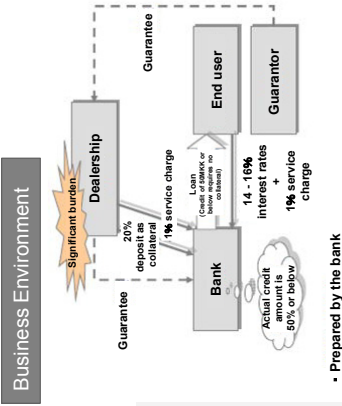 Business Environment
Significant burden
Dealership
Guarantee
Guarantee
20%
deposit as
collateral
1% service charge
Bank
Loan
(Credit of 50MKK or
below requires no
collateral)
End user
Guarantor
14 - 16%
interest rates
+
1% service
charge
Actual credit
amount is
50% or below
▪ Prepared by the bank